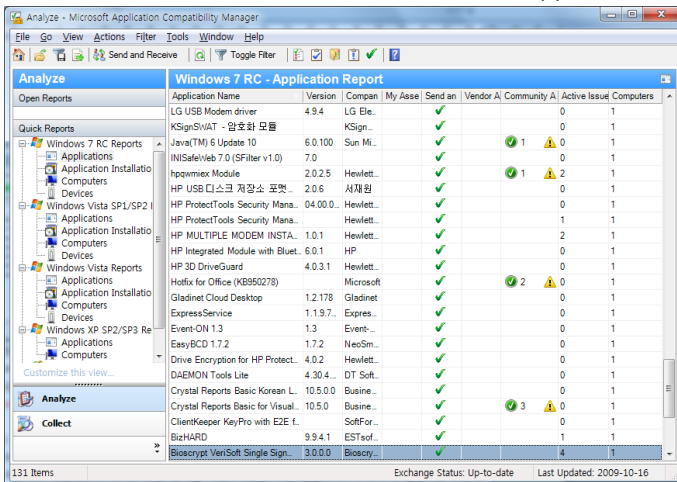 Analyze - Microsoft Application Compatibility Manager
File Go View Actions Filter Tools Window Help
Send and Receive Toggle Filter
Analyze
Open Reports
Quick Reports
Windows 7 RC Reports
Applications
Application Installatio
Computers
Devices
Windows Vista SP1/SP2 I
Applications
Application Installatio
Computers
Devices
Windows Vista Reports
Applications
Application Installatio
Computers
Devices
Windows XP SP2/SP3 Re
Applications
Computers
Customize this view...
Analyze
Collect
Windows 7 RC - Application Report
Application Name Version Compan My Asse Send an Vendor A Community A Active Issue Computers
LG USB Modem driver 4.9.4 LG Ele... 0 1
KSignSWAT - 암호화 모듈 KSign... 0 1
Java(TM) 6 Update 10 6.0.100 Sun Mi... 1 0 1
INISafeWeb 7.0 (SFilter v1.0) 7.0 0 1
hpqwmiex Module 2.0.2.5 Hewlett... 1 2 1
HP USB 디스크 저장소 포맷... 2.0.6 서재원 0 1
HP ProtectTools Security Mana... 04.00.0... Hewlett... 0 1
HP ProtectTools Security Mana... Hewlett... 1 1
HP MULTIPLE MODEM INSTA... 1.0.1 Hewlett... 2 1
HP Integrated Module with Bluet... 6.0.1 HP 0 1
HP 3D DriveGuard 4.0.3.1 Hewlett... 0 1
Hotfix for Office (KB950278) Microsoft 2 0 1
Gladinet Cloud Desktop 1.2.178 Gladinet 0 1
ExpressService 1.1.9.7... Expres... 0 1
Event-ON 1.3 1.3 Event-... 0 1
EasyBCD 1.7.2 1.7.2 NeoSm... 0 1
Drive Encryption for HP Protect... 4.0.2 Hewlett... 0 1
DAEMON Tools Lite 4.30.4... DT Soft... 0 1
Crystal Reports Basic Korean L... 10.5.0.0 Busine... 0 1
Crystal Reports Basic for Visual... 10.5.0 Busine... 3 0 1
ClientKeeper KeyPro with E2E f... SoftFor... 0 1
BizHARD 9.9.4.1 ESTsof... 1 1
Bioscrypt VeriSoft Single Sign... 3.0.0.0 Bioscry... 4 1
131 Items Exchange Status: Up-to-date Last Updated: 2009-10-16